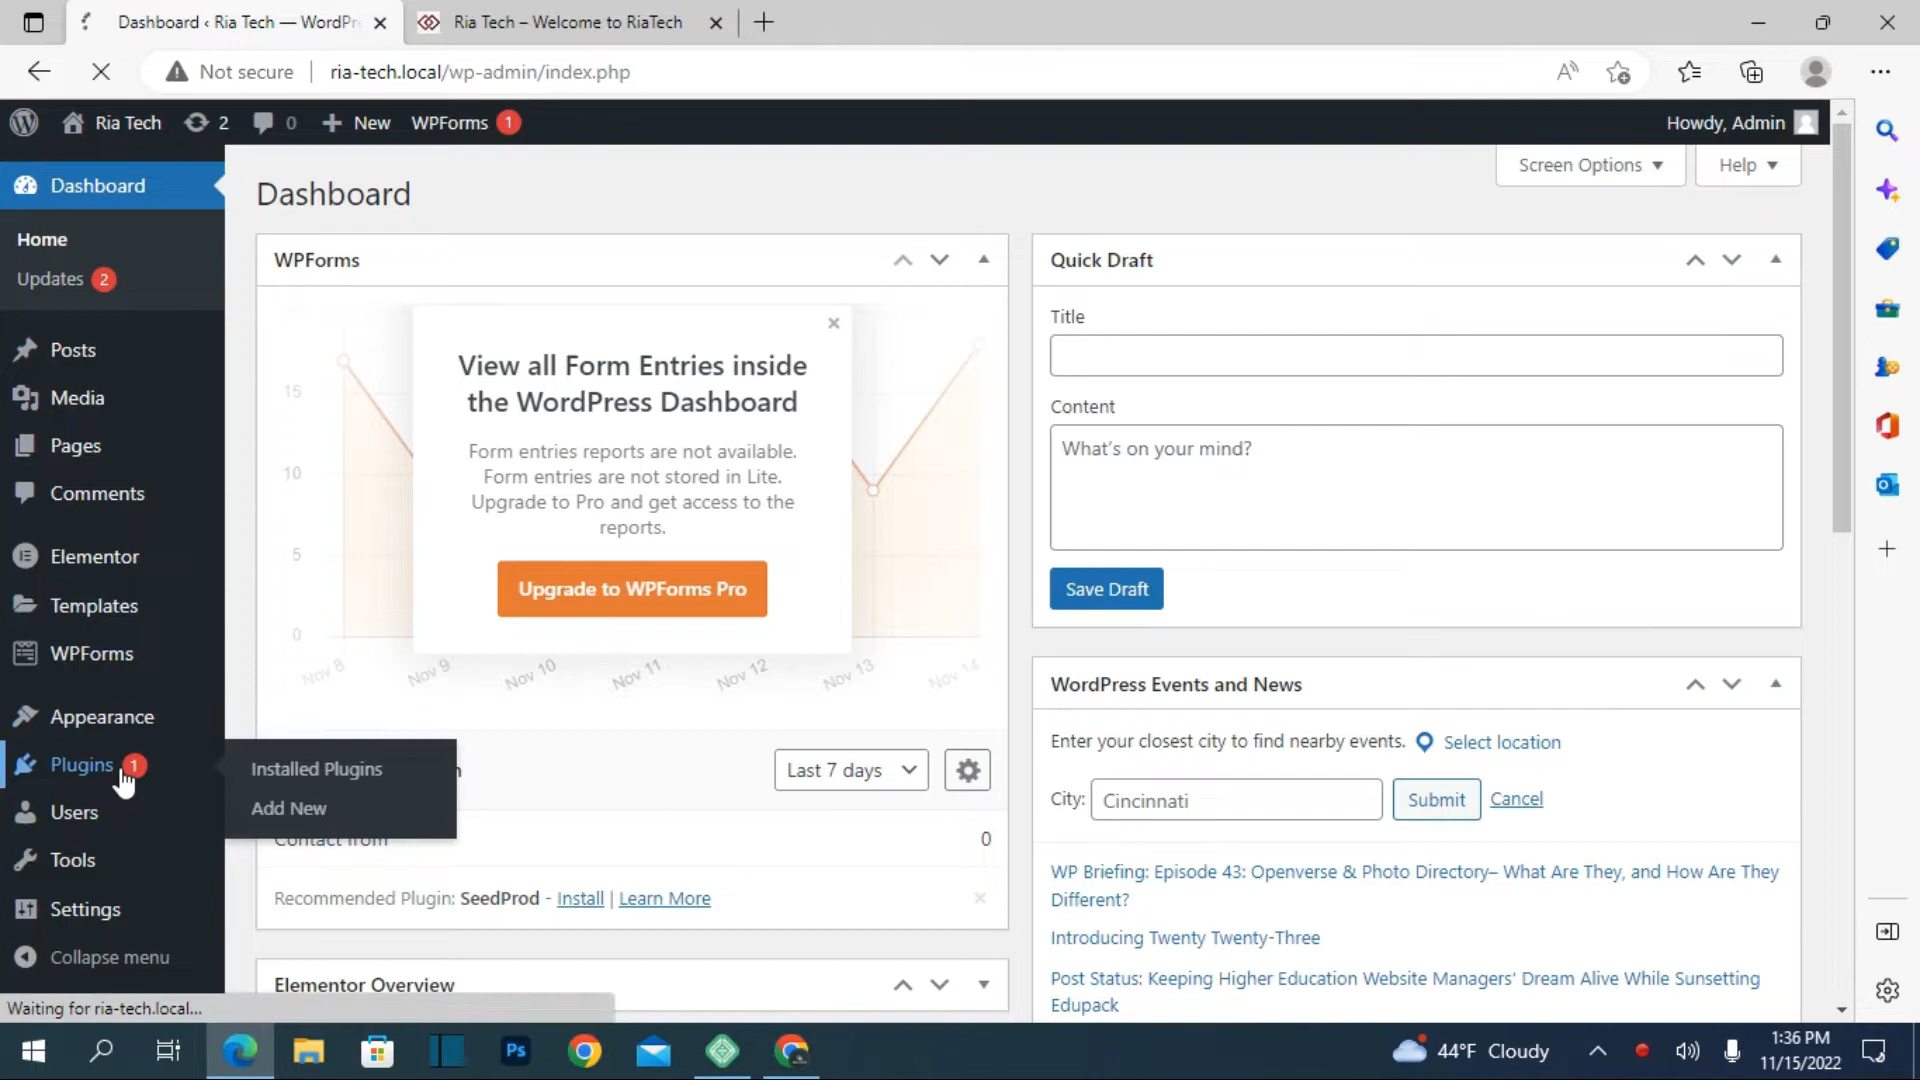 Dashboard ‹ Ria Tech — WordPr
Ria Tech – Welcome to RiaTech
Not secure
ria-tech.local/wp-admin/index.php
Ria Tech
2
0
New
WPForms 1
Howdy, Admin
Dashboard
Screen Options
Help
Dashboard
Home
Updates 2
Posts
Media
Pages
Comments
Elementor
Templates
WPForms
Appearance
Plugins 1
Installed Plugins
Add New
Users
Tools
Settings
Collapse menu
WPForms
View all Form Entries inside
the WordPress Dashboard
Form entries reports are not available.
Form entries are not stored in Lite.
Upgrade to Pro and get access to the
reports.
Upgrade to WPForms Pro
15
10
5
0
Nov 8
Nov 9
Nov 10
Nov 11
Nov 12
Nov 13
Nov 14
Last 7 days
0
Recommended Plugin: SeedProd - Install | Learn More
Elementor Overview
Quick Draft
Title
Content
What's on your mind?
Save Draft
WordPress Events and News
Enter your closest city to find nearby events.
Select location
City:
Cincinnati
Submit
Cancel
WP Briefing: Episode 43: Openverse & Photo Directory– What Are They, and How Are They
Different?
Introducing Twenty Twenty-Three
Post Status: Keeping Higher Education Website Managers' Dream Alive While Sunsetting
Edupack
Waiting for ria-tech.local...
Ps
44°F Cloudy
1:36 PM
11/15/2022